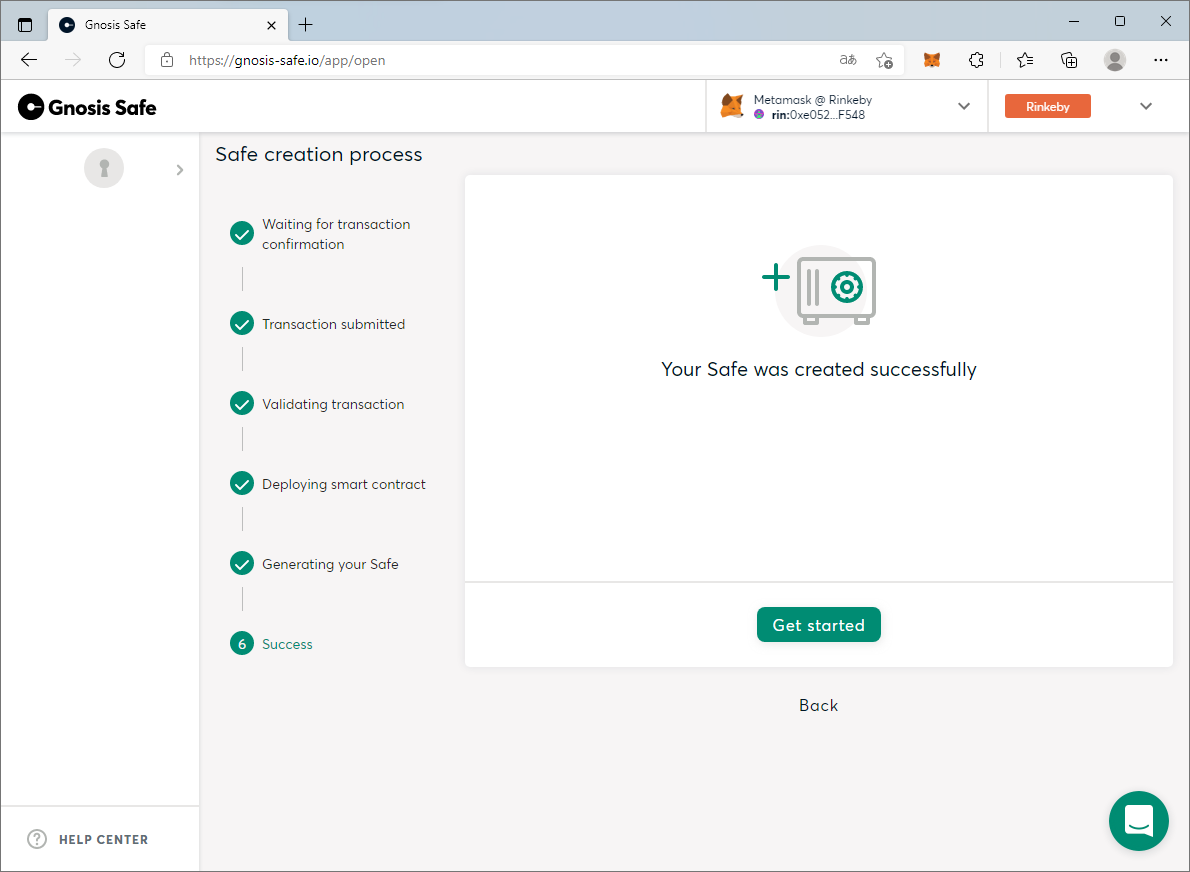 Gnosis Safe
https://gnosis-safe.io/app/open
aあ
Gnosis Safe
Metamask @ Rinkeby
rin:0xe052...F548
Rinkeby
Safe creation process
Waiting for transaction
confirmation
Transaction submitted
Validating transaction
Deploying smart contract
Generating your Safe
6 Success
Your Safe was created successfully
Get started
Back
? HELP CENTER